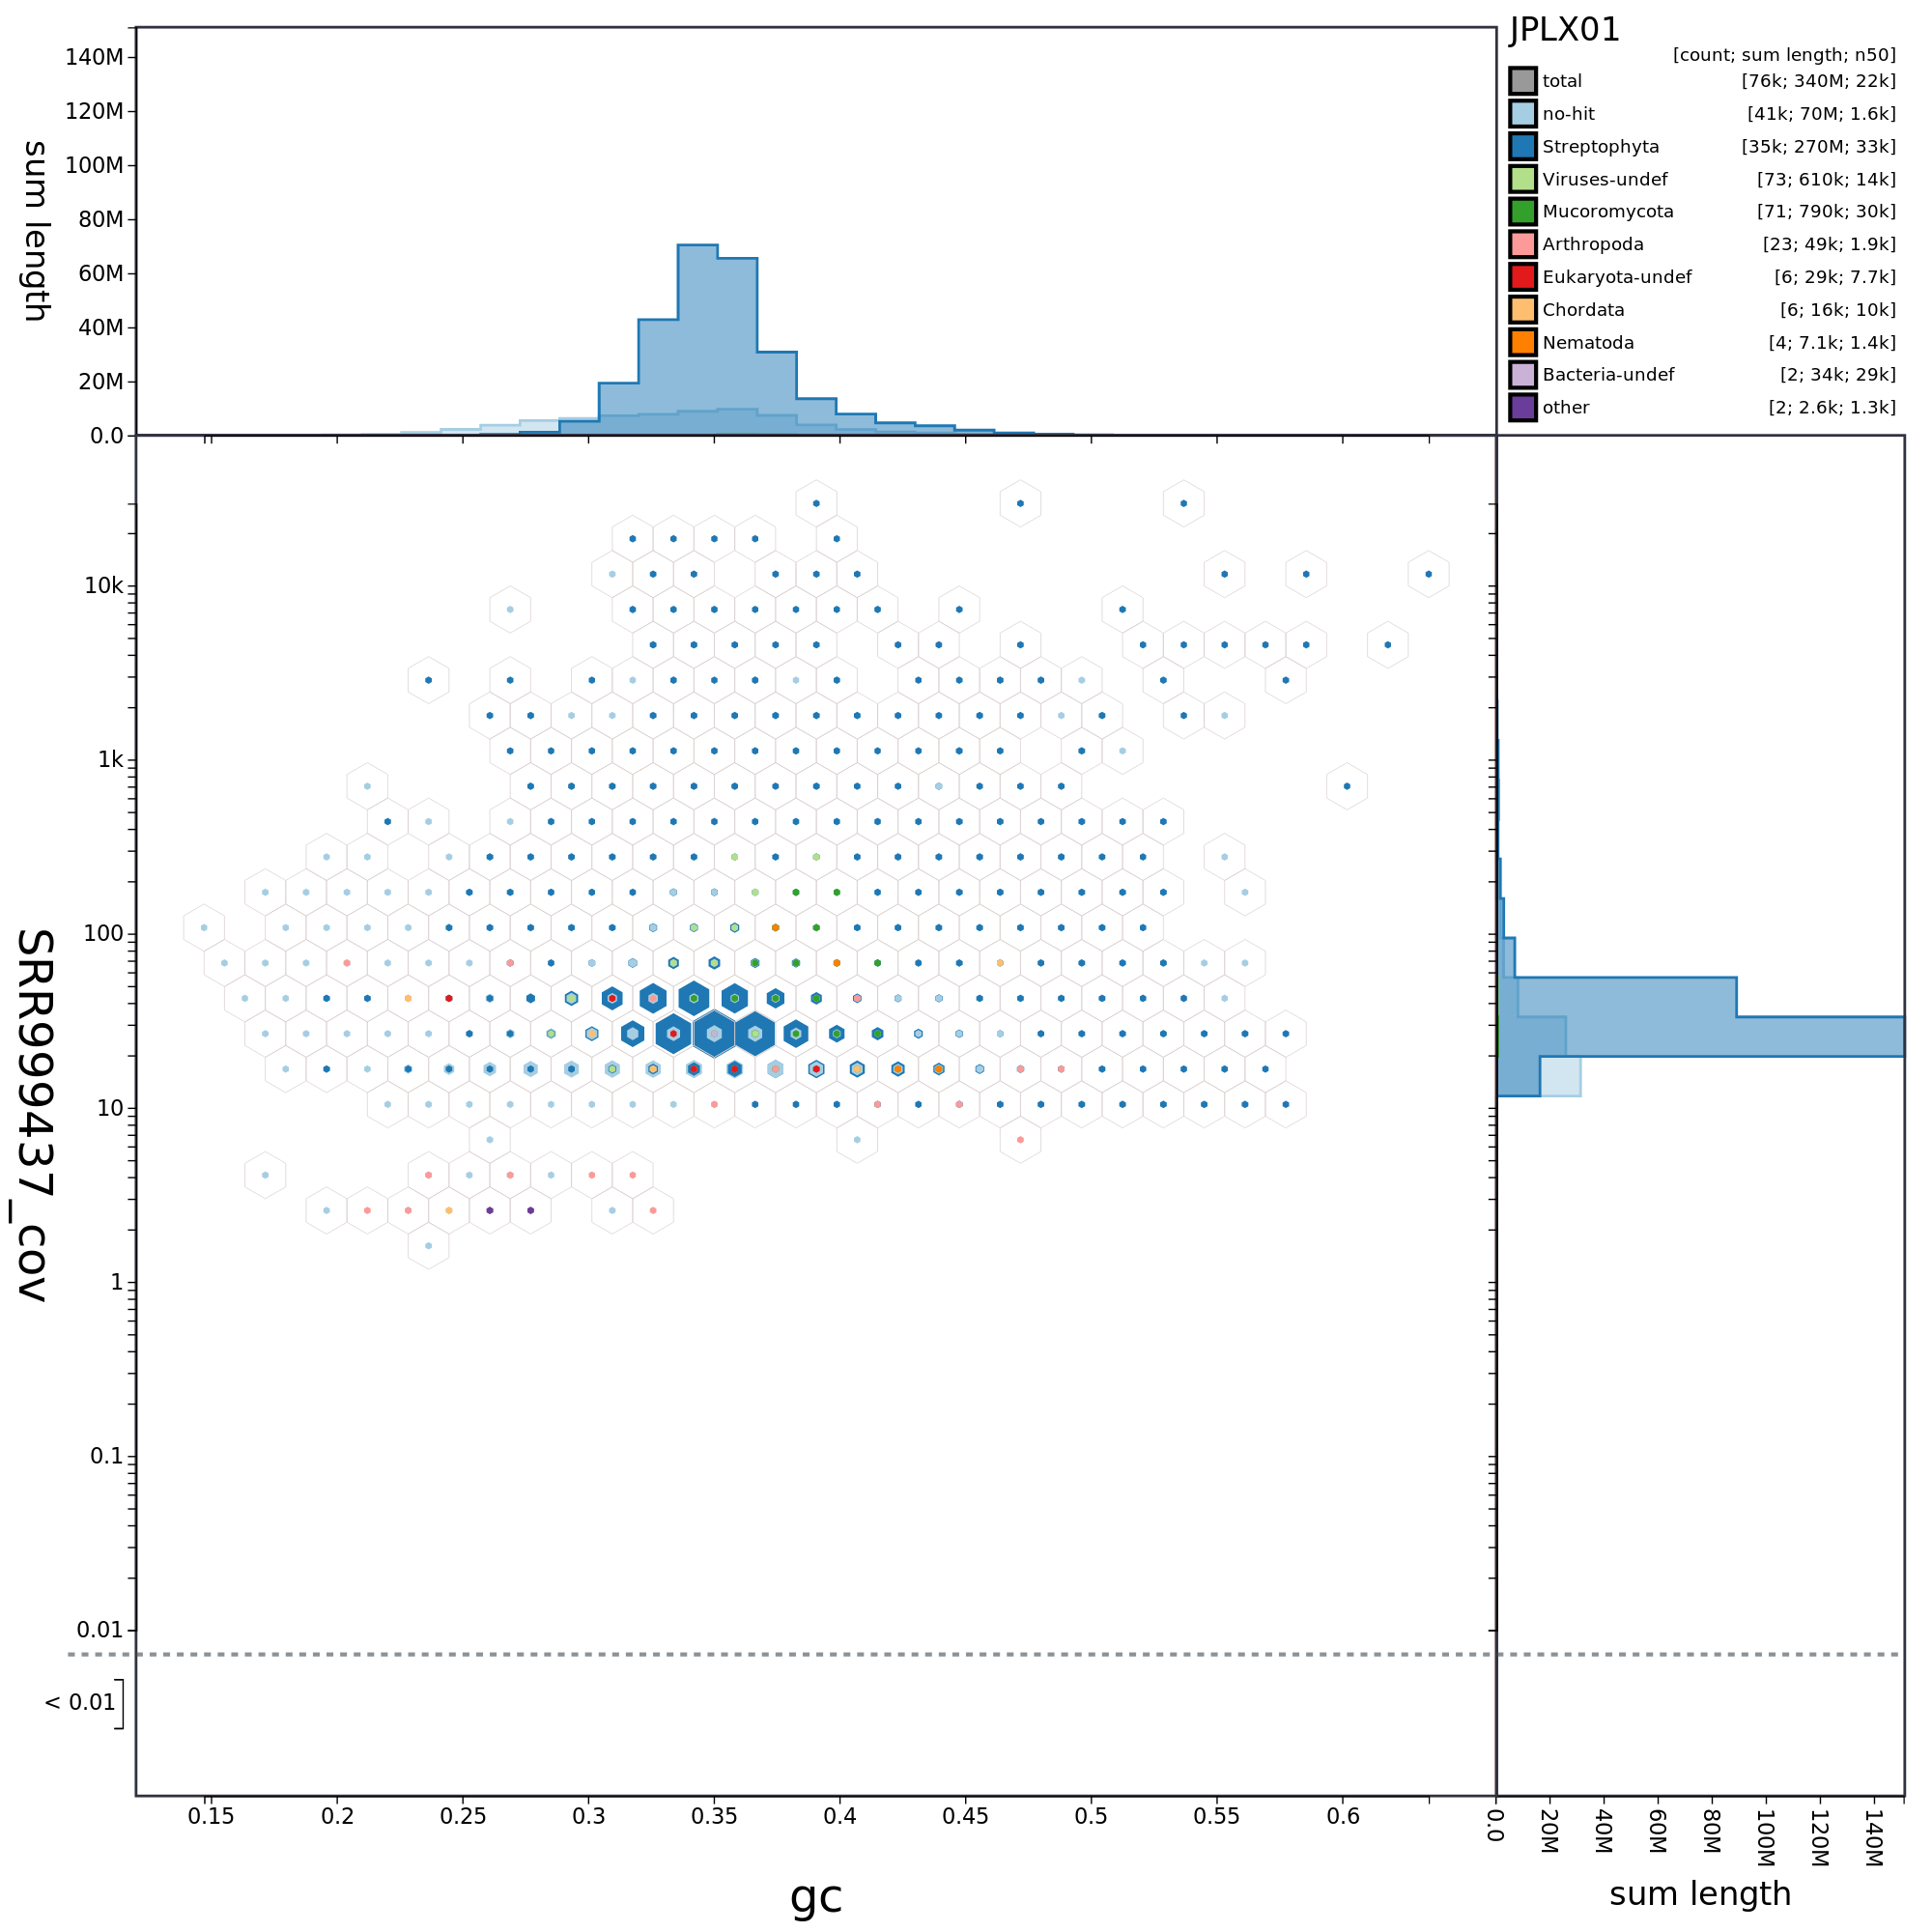 JPLX01
[count; sum length; n50]
total [76k; 340M; 22k]
no-hit [41k; 70M; 1.6k]
Streptophyta [35k; 270M; 33k]
Viruses-undef [73; 610k; 14k]
Mucoromycota [71; 790k; 30k]
Arthropoda [23; 49k; 1.9k]
Eukaryota-undef [6; 29k; 7.7k]
Chordata [6; 16k; 10k]
Nematoda [4; 7.1k; 1.4k]
Bacteria-undef [2; 34k; 29k]
other [2; 2.6k; 1.3k]
sum length
140M
120M
100M
80M
60M
40M
20M
0.0
SRR999437_cov
10k
1k
100
10
1
0.1
0.01
< 0.01
0.15 0.2 0.25 0.3 0.35 0.4 0.45 0.5 0.55 0.6
gc
0.0 20M 40M 60M 80M 100M 120M 140M
sum length